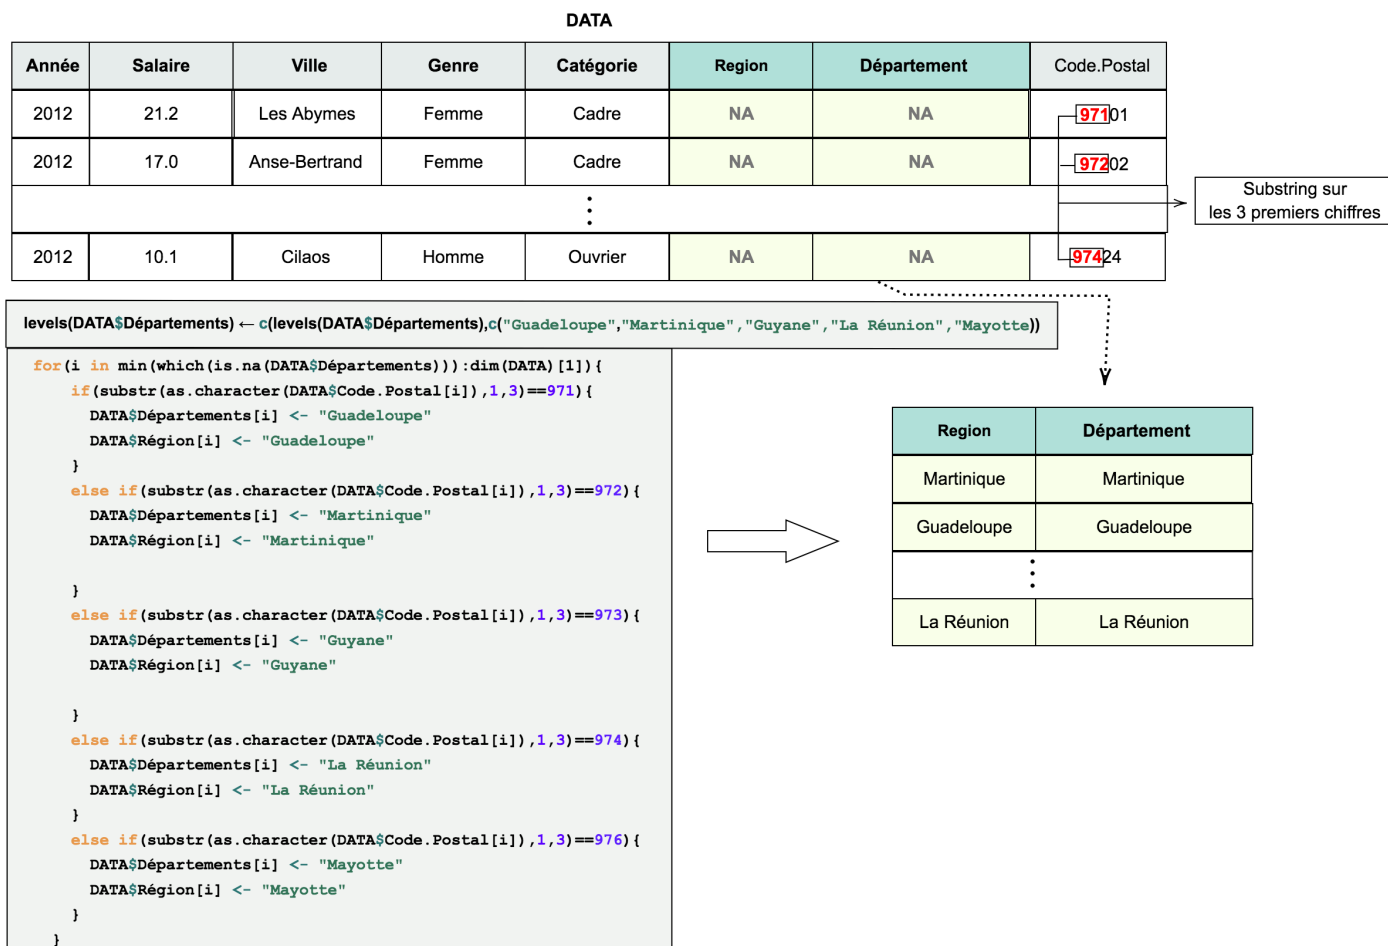 DATA
Année Salaire Ville Genre Catégorie Region Département Code.Postal
2012 21.2 Les Abymes Femme Cadre NA NA 97101
2012 17.0 Anse-Bertrand Femme Cadre NA NA 97202
Substring sur
les 3 premiers chiffres
2012 10.1 Cilaos Homme Ouvrier NA NA 97424
levels(DATA$Départements) ← c(levels(DATA$Départements),c("Guadeloupe","Martinique","Guyane","La Réunion","Mayotte))
for(i in min(which(is.na(DATA$Départements))):dim(DATA)[1]){
if(substr(as.character(DATA$Code.Postal[i]),1,3)==971){
DATA$Départements[i] <- "Guadeloupe"
DATA$Région[i] <- "Guadeloupe"
}
else if(substr(as.character(DATA$Code.Postal[i]),1,3)==972){
DATA$Départements[i] <- "Martinique"
DATA$Région[i] <- "Martinique"
}
else if(substr(as.character(DATA$Code.Postal[i]),1,3)==973){
DATA$Départements[i] <- "Guyane"
DATA$Région[i] <- "Guyane"
}
else if(substr(as.character(DATA$Code.Postal[i]),1,3)==974){
DATA$Départements[i] <- "La Réunion"
DATA$Région[i] <- "La Réunion"
}
else if(substr(as.character(DATA$Code.Postal[i]),1,3)==976){
DATA$Départements[i] <- "Mayotte"
DATA$Région[i] <- "Mayotte"
}
}
Region Département
Martinique Martinique
Guadeloupe Guadeloupe
La Réunion La Réunion